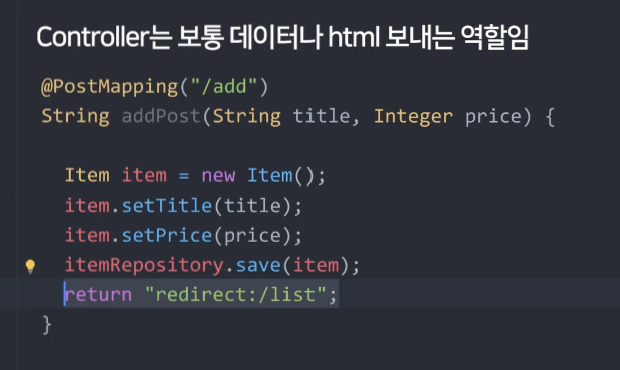 Controller는 보통 데이터나 html 보내는 역할임
@PostMapping("/add")
String addPost(String title, Integer price) {
Item item = new Item();
item.setTitle(title);
item.setPrice(price);
itemRepository.save(item);
return "redirect:/list";
}